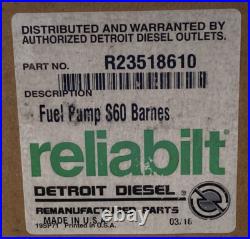 DISTRIBUTED AND WARRANTED BY
AUTHORIZED DETROIT DIESEL OUTLETS.
PART NO. R23518610
DESCRIPTION
Fuel Pump S60 Barnes
reliabilt
DETROIT DIESEL
REMANUFACTURED PARTS
MADE IN U.S.A. 03/16
19SP71 Printed in U.S.A.